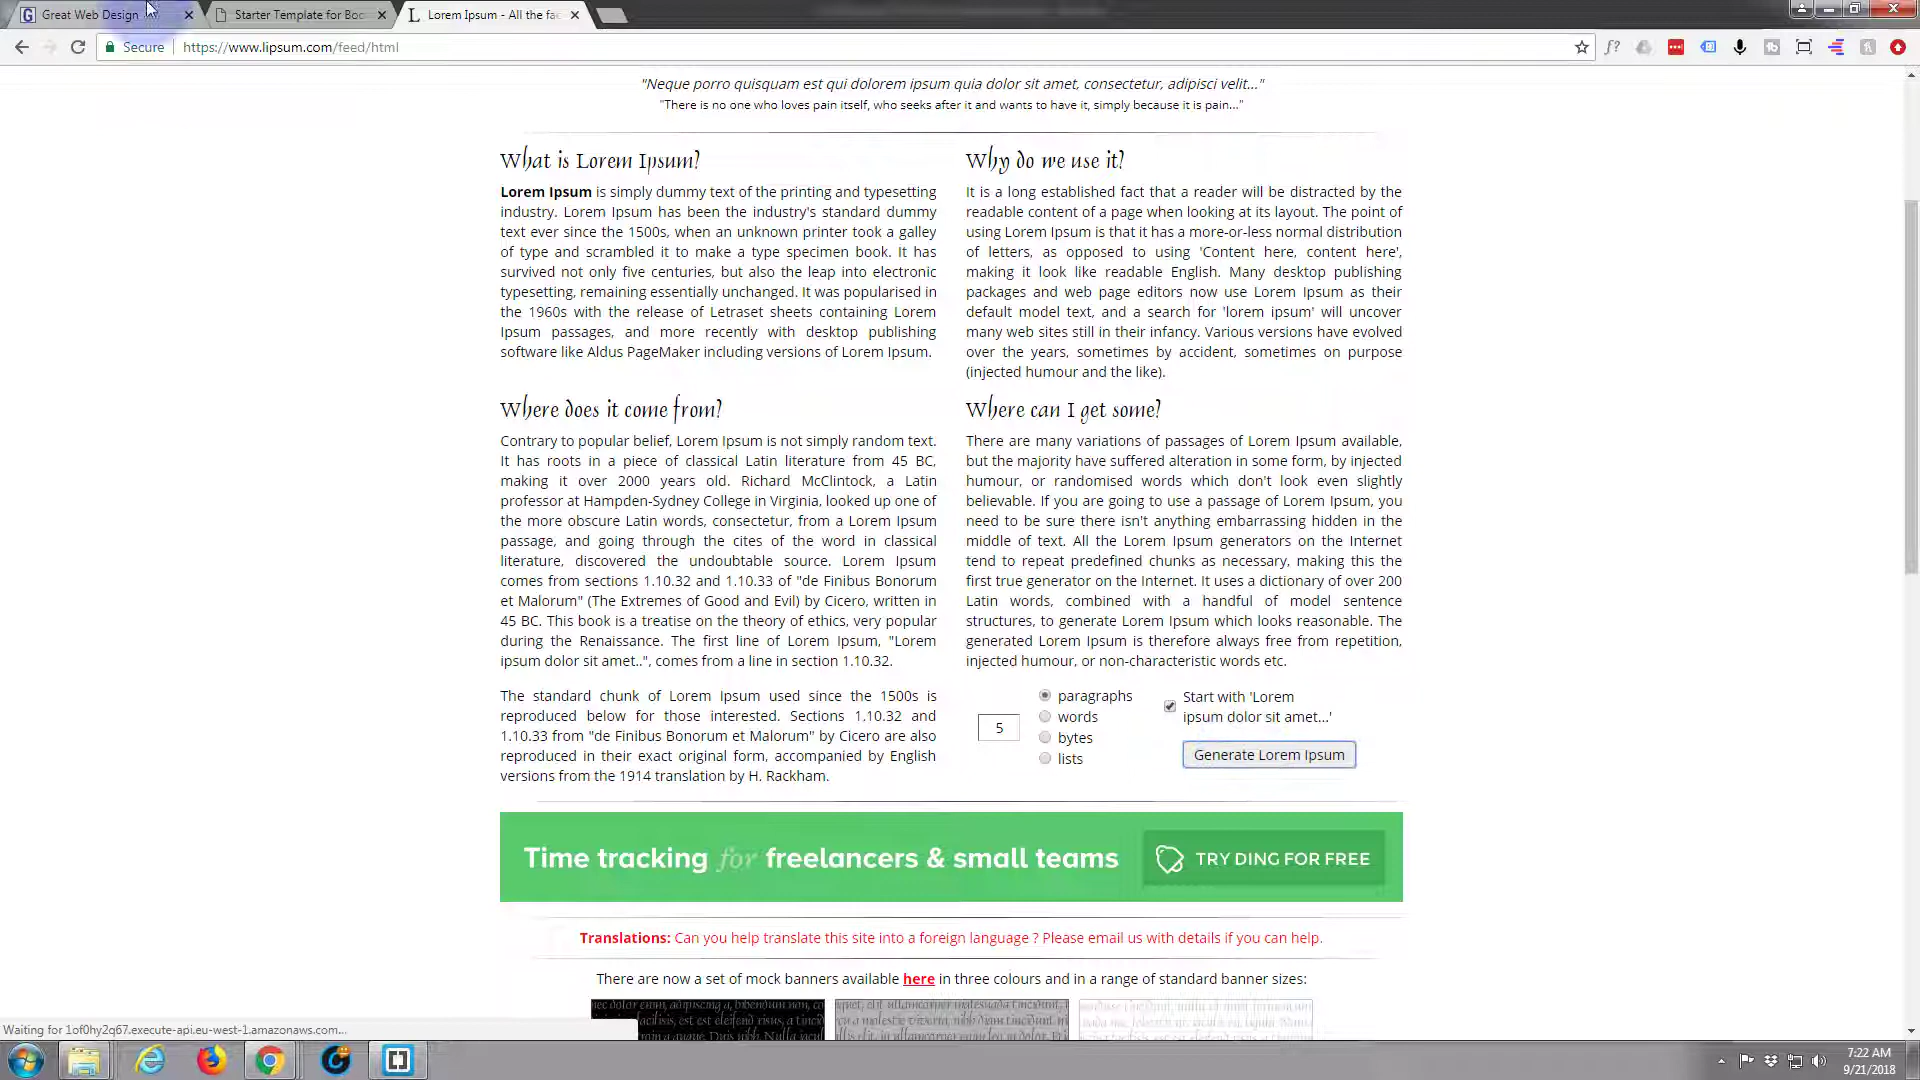 Great Web Design
Starter Template for Boo
Lorem Ipsum - All the fac
Secure
https://www.lipsum.com/feed/html
"Neque porro quisquam est qui dolorem ipsum quia dolor sit amet, consectetur, adipisci velit..."
"There is no one who loves pain itself, who seeks after it and wants to have it, simply because it is pain..."
What is Lorem Ipsum?
Lorem Ipsum is simply dummy text of the printing and typesetting
industry. Lorem Ipsum has been the industry's standard dummy
text ever since the 1500s, when an unknown printer took a galley
of type and scrambled it to make a type specimen book. It has
survived not only five centuries, but also the leap into electronic
typesetting, remaining essentially unchanged. It was popularised in
the 1960s with the release of Letraset sheets containing Lorem
Ipsum passages, and more recently with desktop publishing
software like Aldus PageMaker including versions of Lorem Ipsum.
Why do we use it?
It is a long established fact that a reader will be distracted by the
readable content of a page when looking at its layout. The point of
using Lorem Ipsum is that it has a more-or-less normal distribution
of letters, as opposed to using 'Content here, content here',
making it look like readable English. Many desktop publishing
packages and web page editors now use Lorem Ipsum as their
default model text, and a search for 'lorem ipsum' will uncover
many web sites still in their infancy. Various versions have evolved
over the years, sometimes by accident, sometimes on purpose
(injected humour and the like).
Where does it come from?
Contrary to popular belief, Lorem Ipsum is not simply random text.
It has roots in a piece of classical Latin literature from 45 BC,
making it over 2000 years old. Richard McClintock, a Latin
professor at Hampden-Sydney College in Virginia, looked up one of
the more obscure Latin words, consectetur, from a Lorem Ipsum
passage, and going through the cites of the word in classical
literature, discovered the undoubtable source. Lorem Ipsum
comes from sections 1.10.32 and 1.10.33 of "de Finibus Bonorum
et Malorum" (The Extremes of Good and Evil) by Cicero, written in
45 BC. This book is a treatise on the theory of ethics, very popular
during the Renaissance. The first line of Lorem Ipsum, "Lorem
ipsum dolor sit amet..", comes from a line in section 1.10.32.
The standard chunk of Lorem Ipsum used since the 1500s is
reproduced below for those interested. Sections 1.10.32 and
1.10.33 from "de Finibus Bonorum et Malorum" by Cicero are also
reproduced in their exact original form, accompanied by English
versions from the 1914 translation by H. Rackham.
Where can I get some?
There are many variations of passages of Lorem Ipsum available,
but the majority have suffered alteration in some form, by injected
humour, or randomised words which don't look even slightly
believable. If you are going to use a passage of Lorem Ipsum, you
need to be sure there isn't anything embarrassing hidden in the
middle of text. All the Lorem Ipsum generators on the Internet
tend to repeat predefined chunks as necessary, making this the
first true generator on the Internet. It uses a dictionary of over 200
Latin words, combined with a handful of model sentence
structures, to generate Lorem Ipsum which looks reasonable. The
generated Lorem Ipsum is therefore always free from repetition,
injected humour, or non-characteristic words etc.
5
paragraphs
words
bytes
lists
Start with 'Lorem
ipsum dolor sit amet...'
Generate Lorem Ipsum
Time tracking for freelancers & small teams
TRY DING FOR FREE
Translations: Can you help translate this site into a foreign language ? Please email us with details if you can help.
There are now a set of mock banners available here in three colours and in a range of standard banner sizes:
Waiting for 1of0hy2q67.execute-api.eu-west-1.amazonaws.com...
7:22 AM
9/21/2018